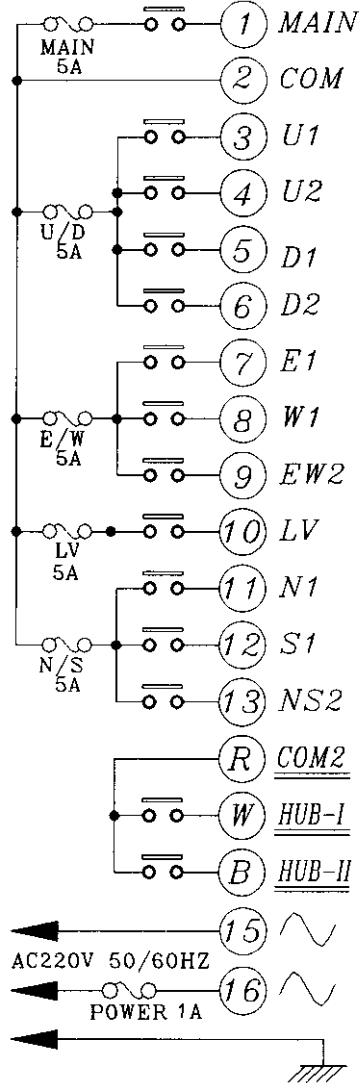 1 MAIN
MAIN
5A
2 COM
3 U1
4 U2
U/D
5A
5 D1
6 D2
7 E1
8 W1
E/W
5A
9 EW2
10 LV
LV
5A
11 N1
12 S1
N/S
5A
13 NS2
R COM2
W HUB-I
B HUB-II
15
AC220V 50/60HZ
16
POWER 1A